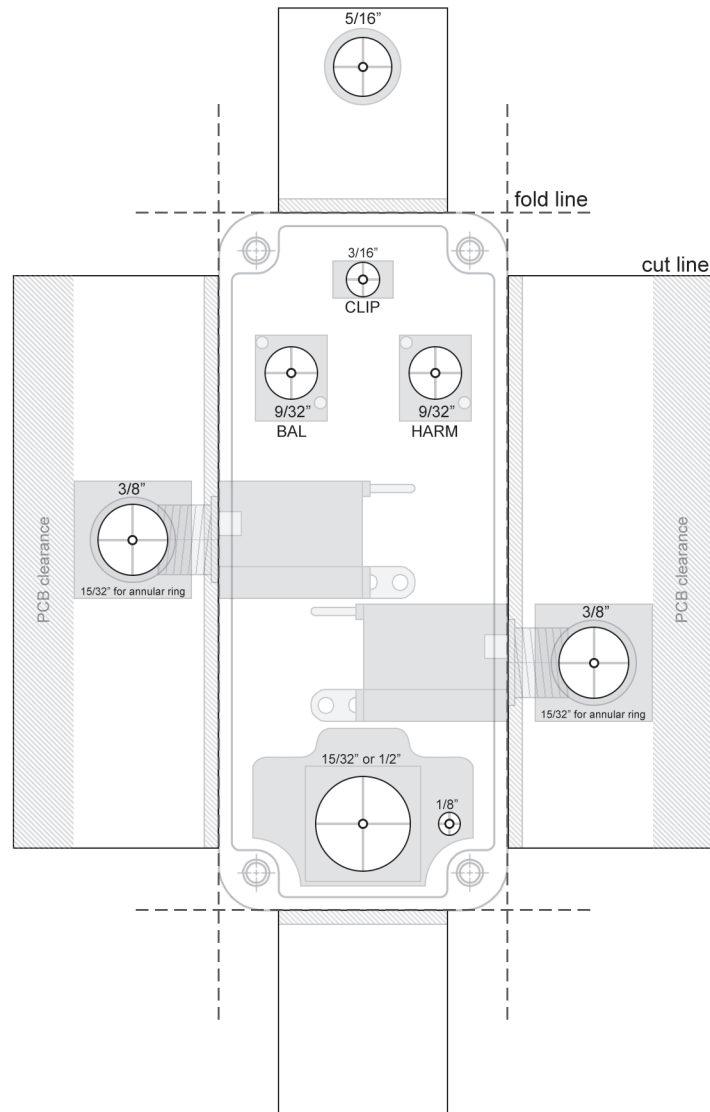 5/16”
fold line
cut line
3/16”
CLIP
9/32”
BAL
9/32”
HARM
3/8”
15/32” for annular ring
PCB clearance
3/8”
15/32” for annular ring
PCB clearance
15/32” or 1/2”
1/8”